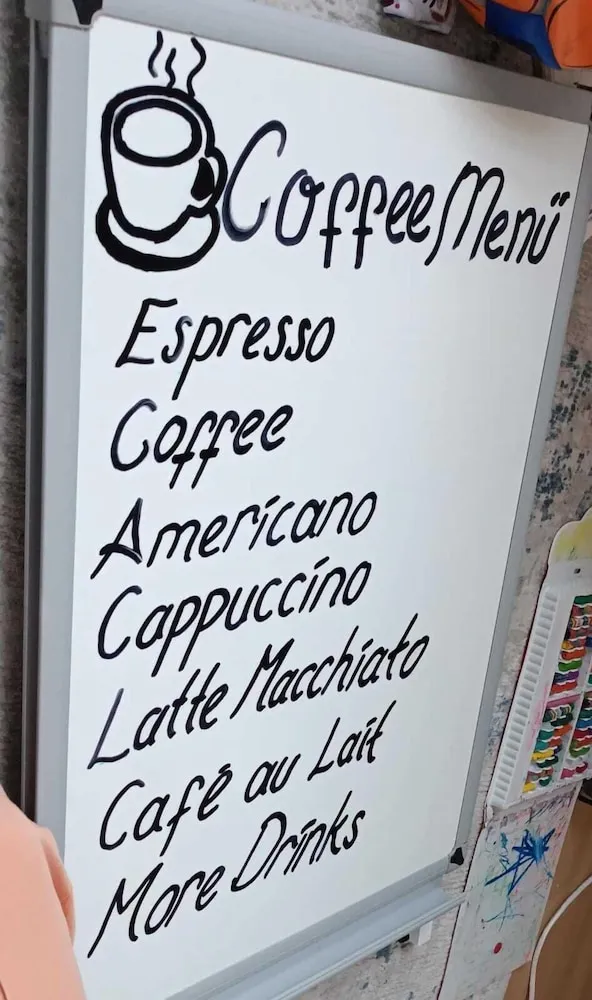 Coffee Menü
Espresso
Coffee
Americano
Cappuccino
Latte Macchiato
Café au Lait
More Drinks